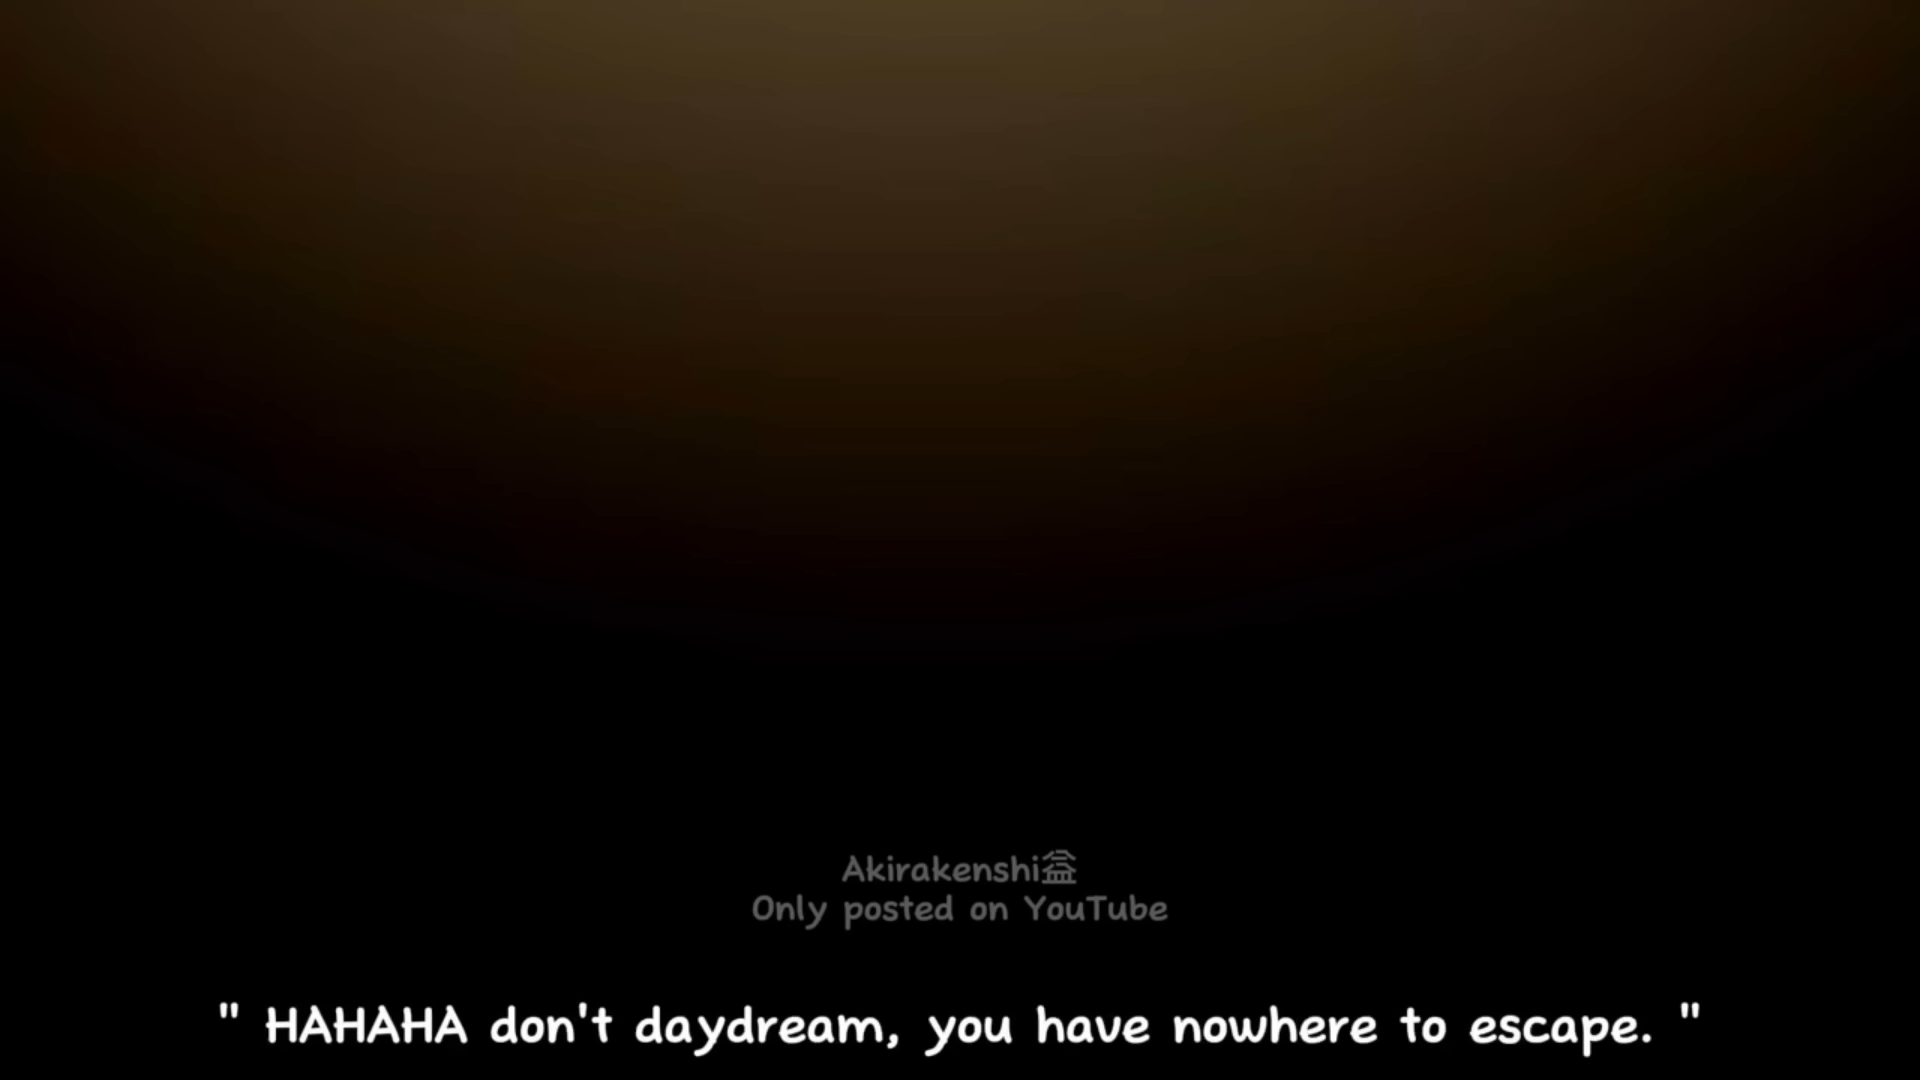 Akirakenshi益
Only posted on YouTube
" HAHAHA don't daydream, you have nowhere to escape. "